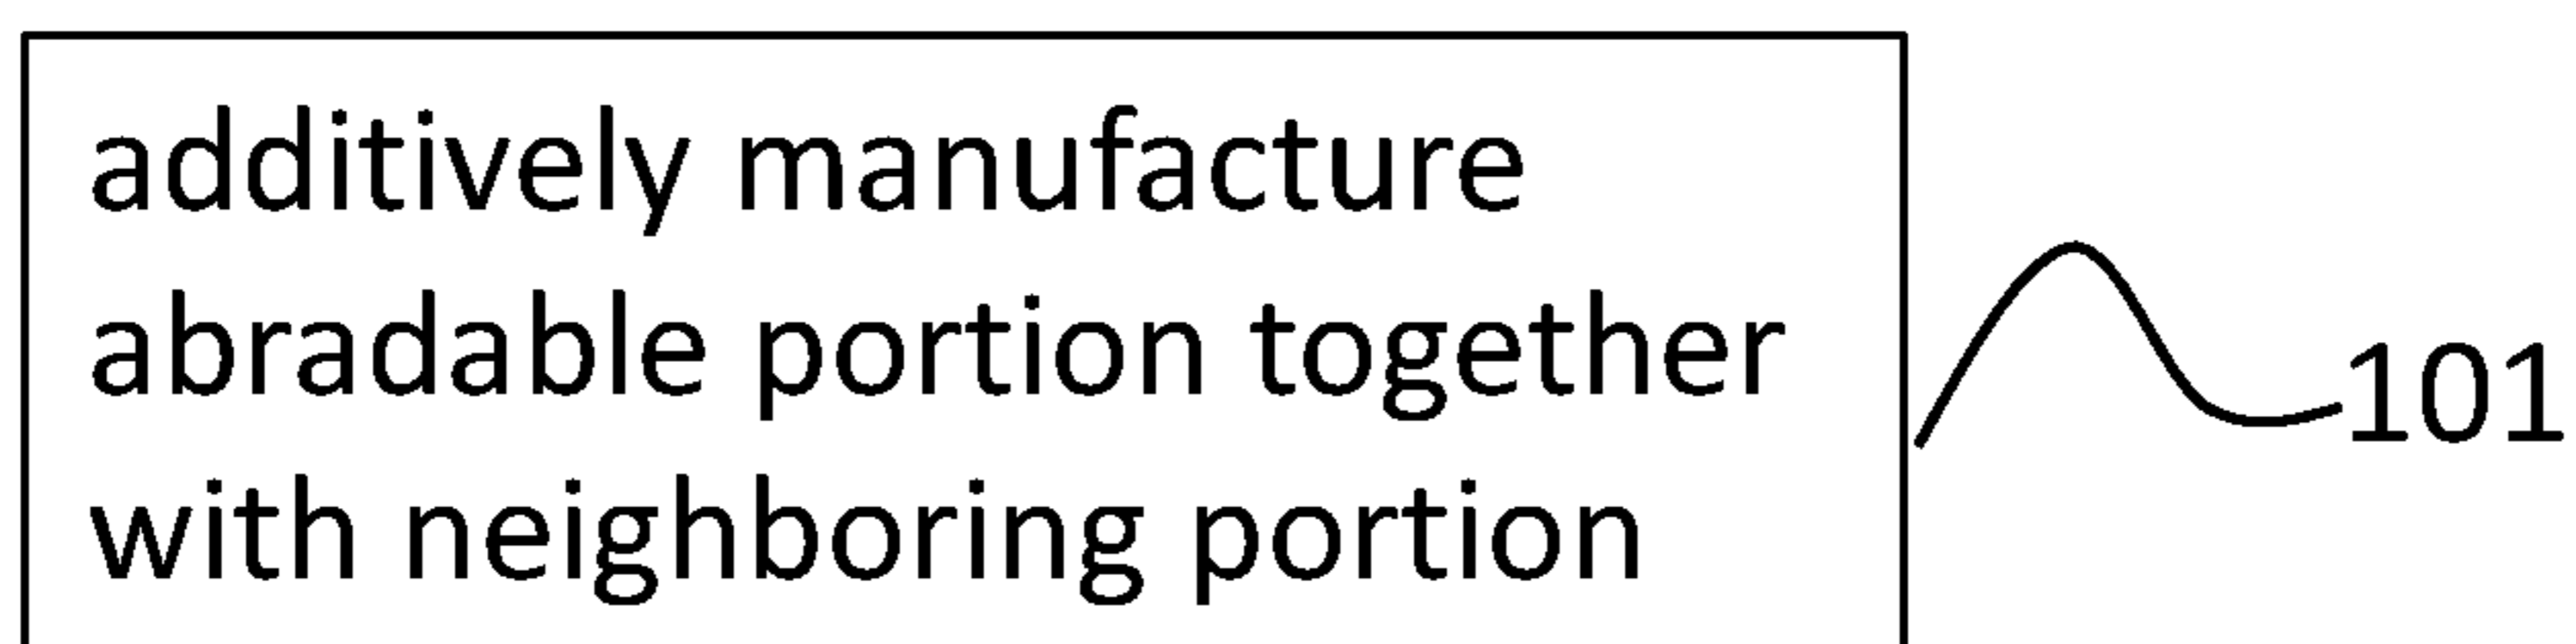 additively manufacture
abradable portion together
with neighboring portion
101